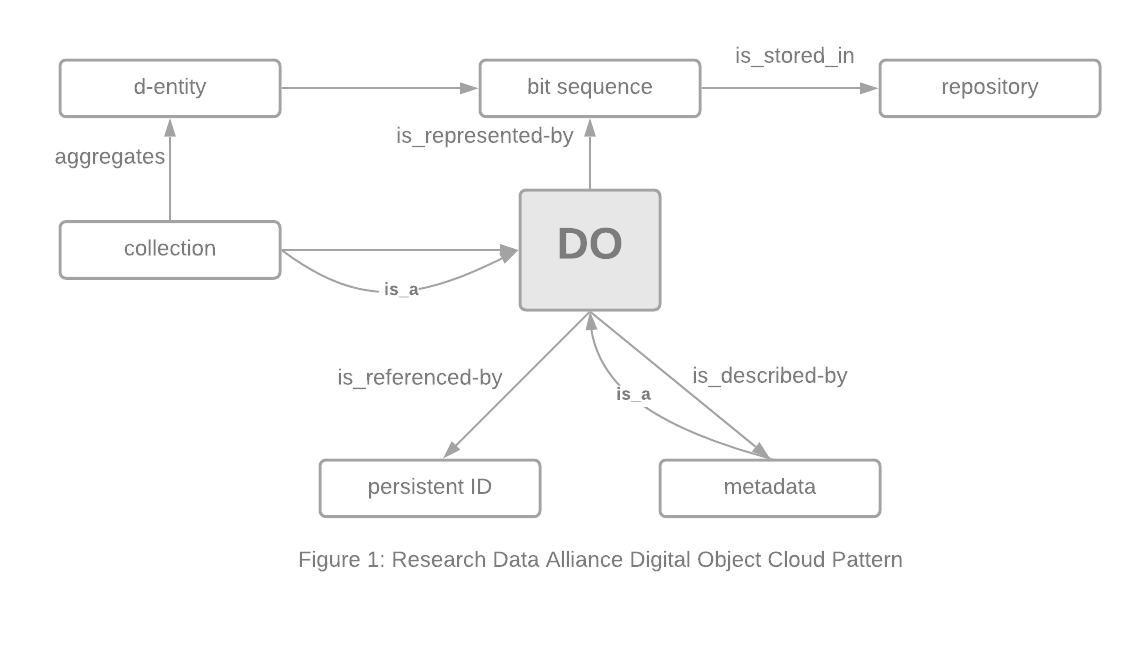 is_stored_in
d-entity
bit sequence
repository
is_represented-by
aggregates
DO
collection
is_a
is_referenced-by
is_described-by
is_a
persistent ID
metadata
Figure 1: Research Data Alliance Digital Object Cloud Pattern